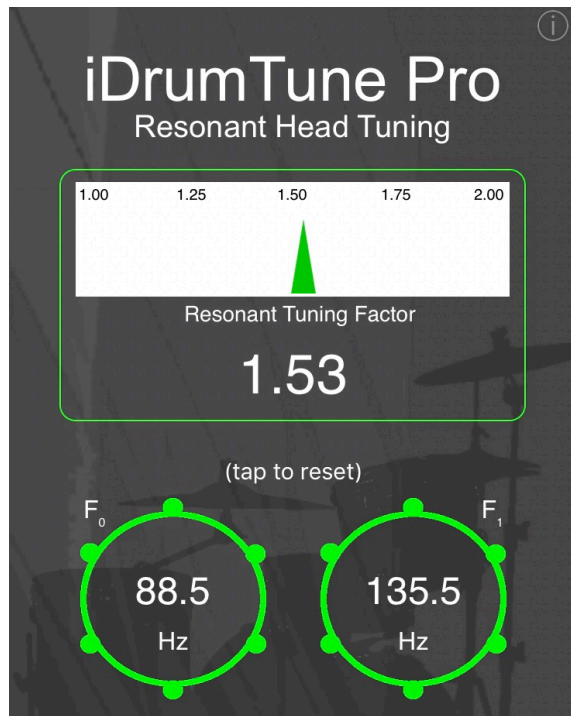 i
iDrumTune Pro
Resonant Head Tuning
1.00 1.25 1.50 1.75 2.00
Resonant Tuning Factor
1.53
(tap to reset)
F₀ F₁
88.5 135.5
Hz Hz